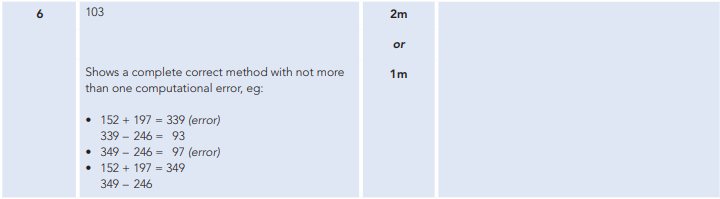 6 103 2m
or
Shows a complete correct method with not more 1m
than one computational error, eg:
• 152 + 197 = 339 (error)
339 – 246 = 93
• 349 – 246 = 97 (error)
• 152 + 197 = 349
349 – 246